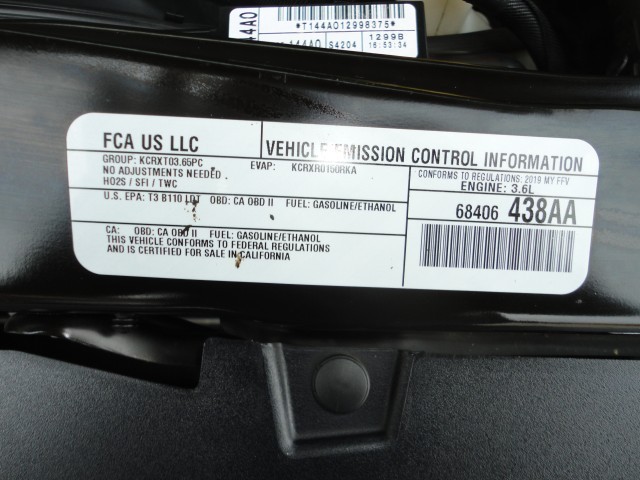 44A0
*T144A012998375*
144A0 S4204 1299B
16:53:34
FCA US LLC
VEHICLE EMISSION CONTROL INFORMATION
GROUP: KCRXT03.65PC EVAP: KCRXR0150RKA
CONFORMS TO REGULATIONS: 2019 MY FFV
NO ADJUSTMENTS NEEDED
ENGINE: 3.6L
HO2S / SFI / TWC
U.S. EPA: T3 B110 LDT OBD: CA OBD II FUEL: GASOLINE/ETHANOL
68406 438AA
CA: OBD: CA OBD II FUEL: GASOLINE/ETHANOL
THIS VEHICLE CONFORMS TO FEDERAL REGULATIONS
AND IS CERTIFIED FOR SALE IN CALIFORNIA